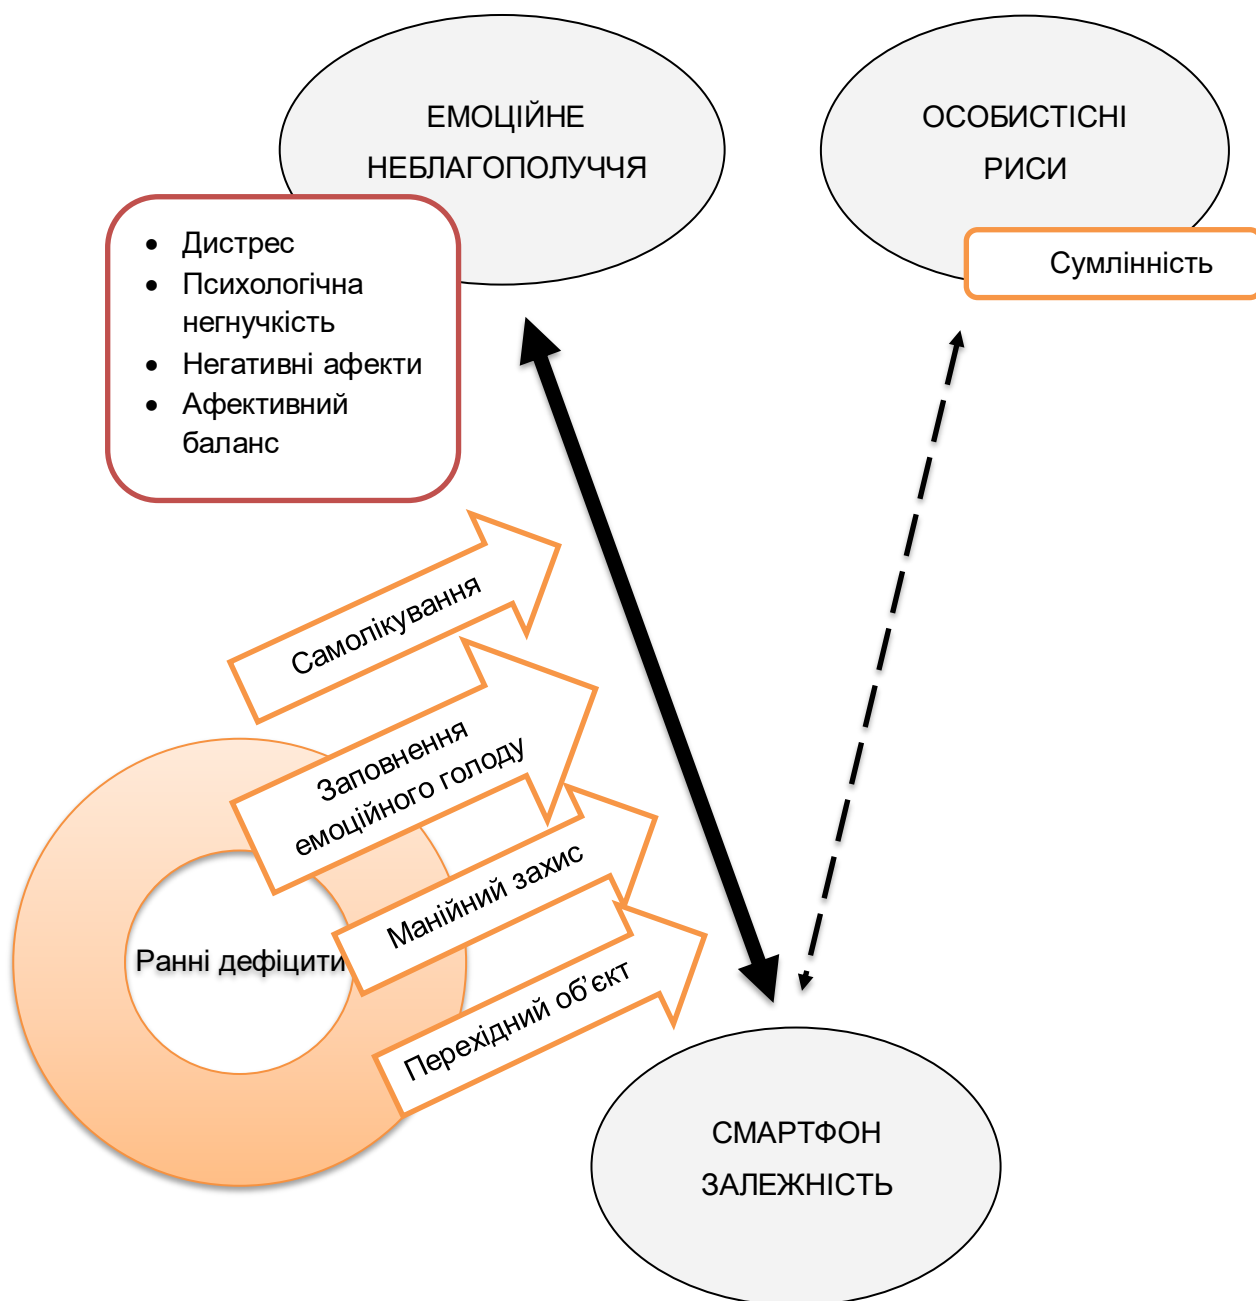 ЕМОЦІЙНЕ
НЕБЛАГОПОЛУЧЧЯ
ОСОБИСТІСНІ
РИСИ
• Дистрес
• Психологічна
негнучкість
• Негативні афекти
• Афективний
баланс
Сумлінність
Самолікування
Заповнення
емоційного голоду
Манійний захис
Перехідний об’єкт
Ранні дефіцити
СМАРТФОН
ЗАЛЕЖНІСТЬ